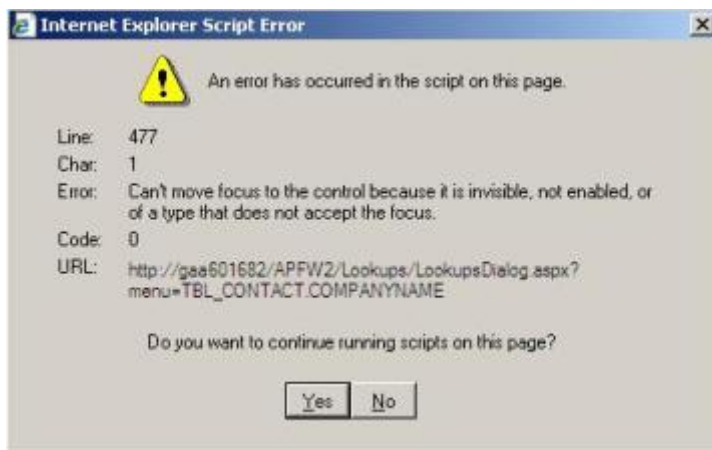 Internet Explorer Script Error
An error has occurred in the script on this page.
Line: 477
Char: 1
Error: Can't move focus to the control because it is invisible, not enabled, or
of a type that does not accept the focus.
Code: 0
URL: http://gaa601682/APFW2/Lookups/LookupsDialog.aspx?
menu=TBL_CONTACT.COMPANYNAME
Do you want to continue running scripts on this page?
Yes No